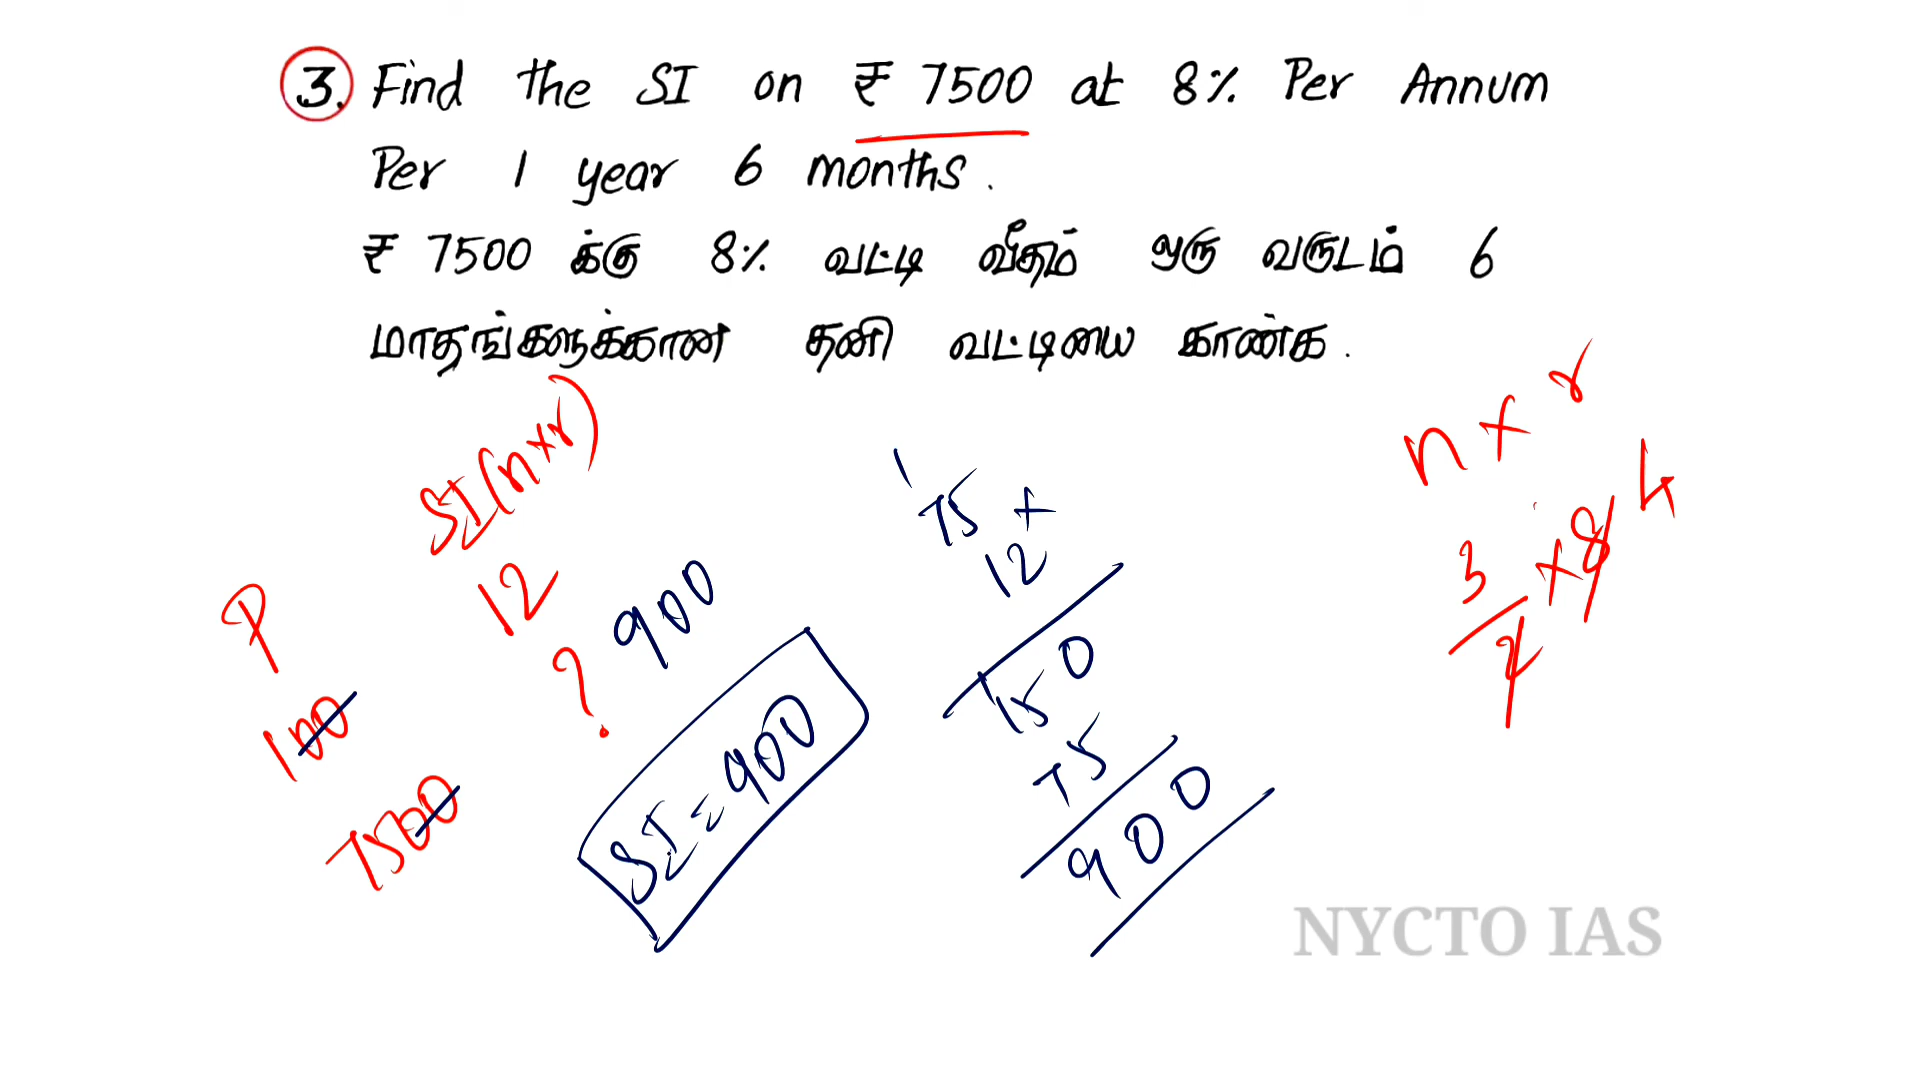 3. Find the SI on ₹ 7500 at 8% Per Annum
Per 1 year 6 months.
₹ 7500 க்கு 8% வட்டி வீதம் ஒரு வருடம் 6
மாதங்களுக்கான தனி வட்டியை காண்க.
P
SI(n×r)
100
12
7500
? 900
SI = 900
1
75 ×
12
150
75
900
n × r
3/2 × 8 4
NYCTO IAS